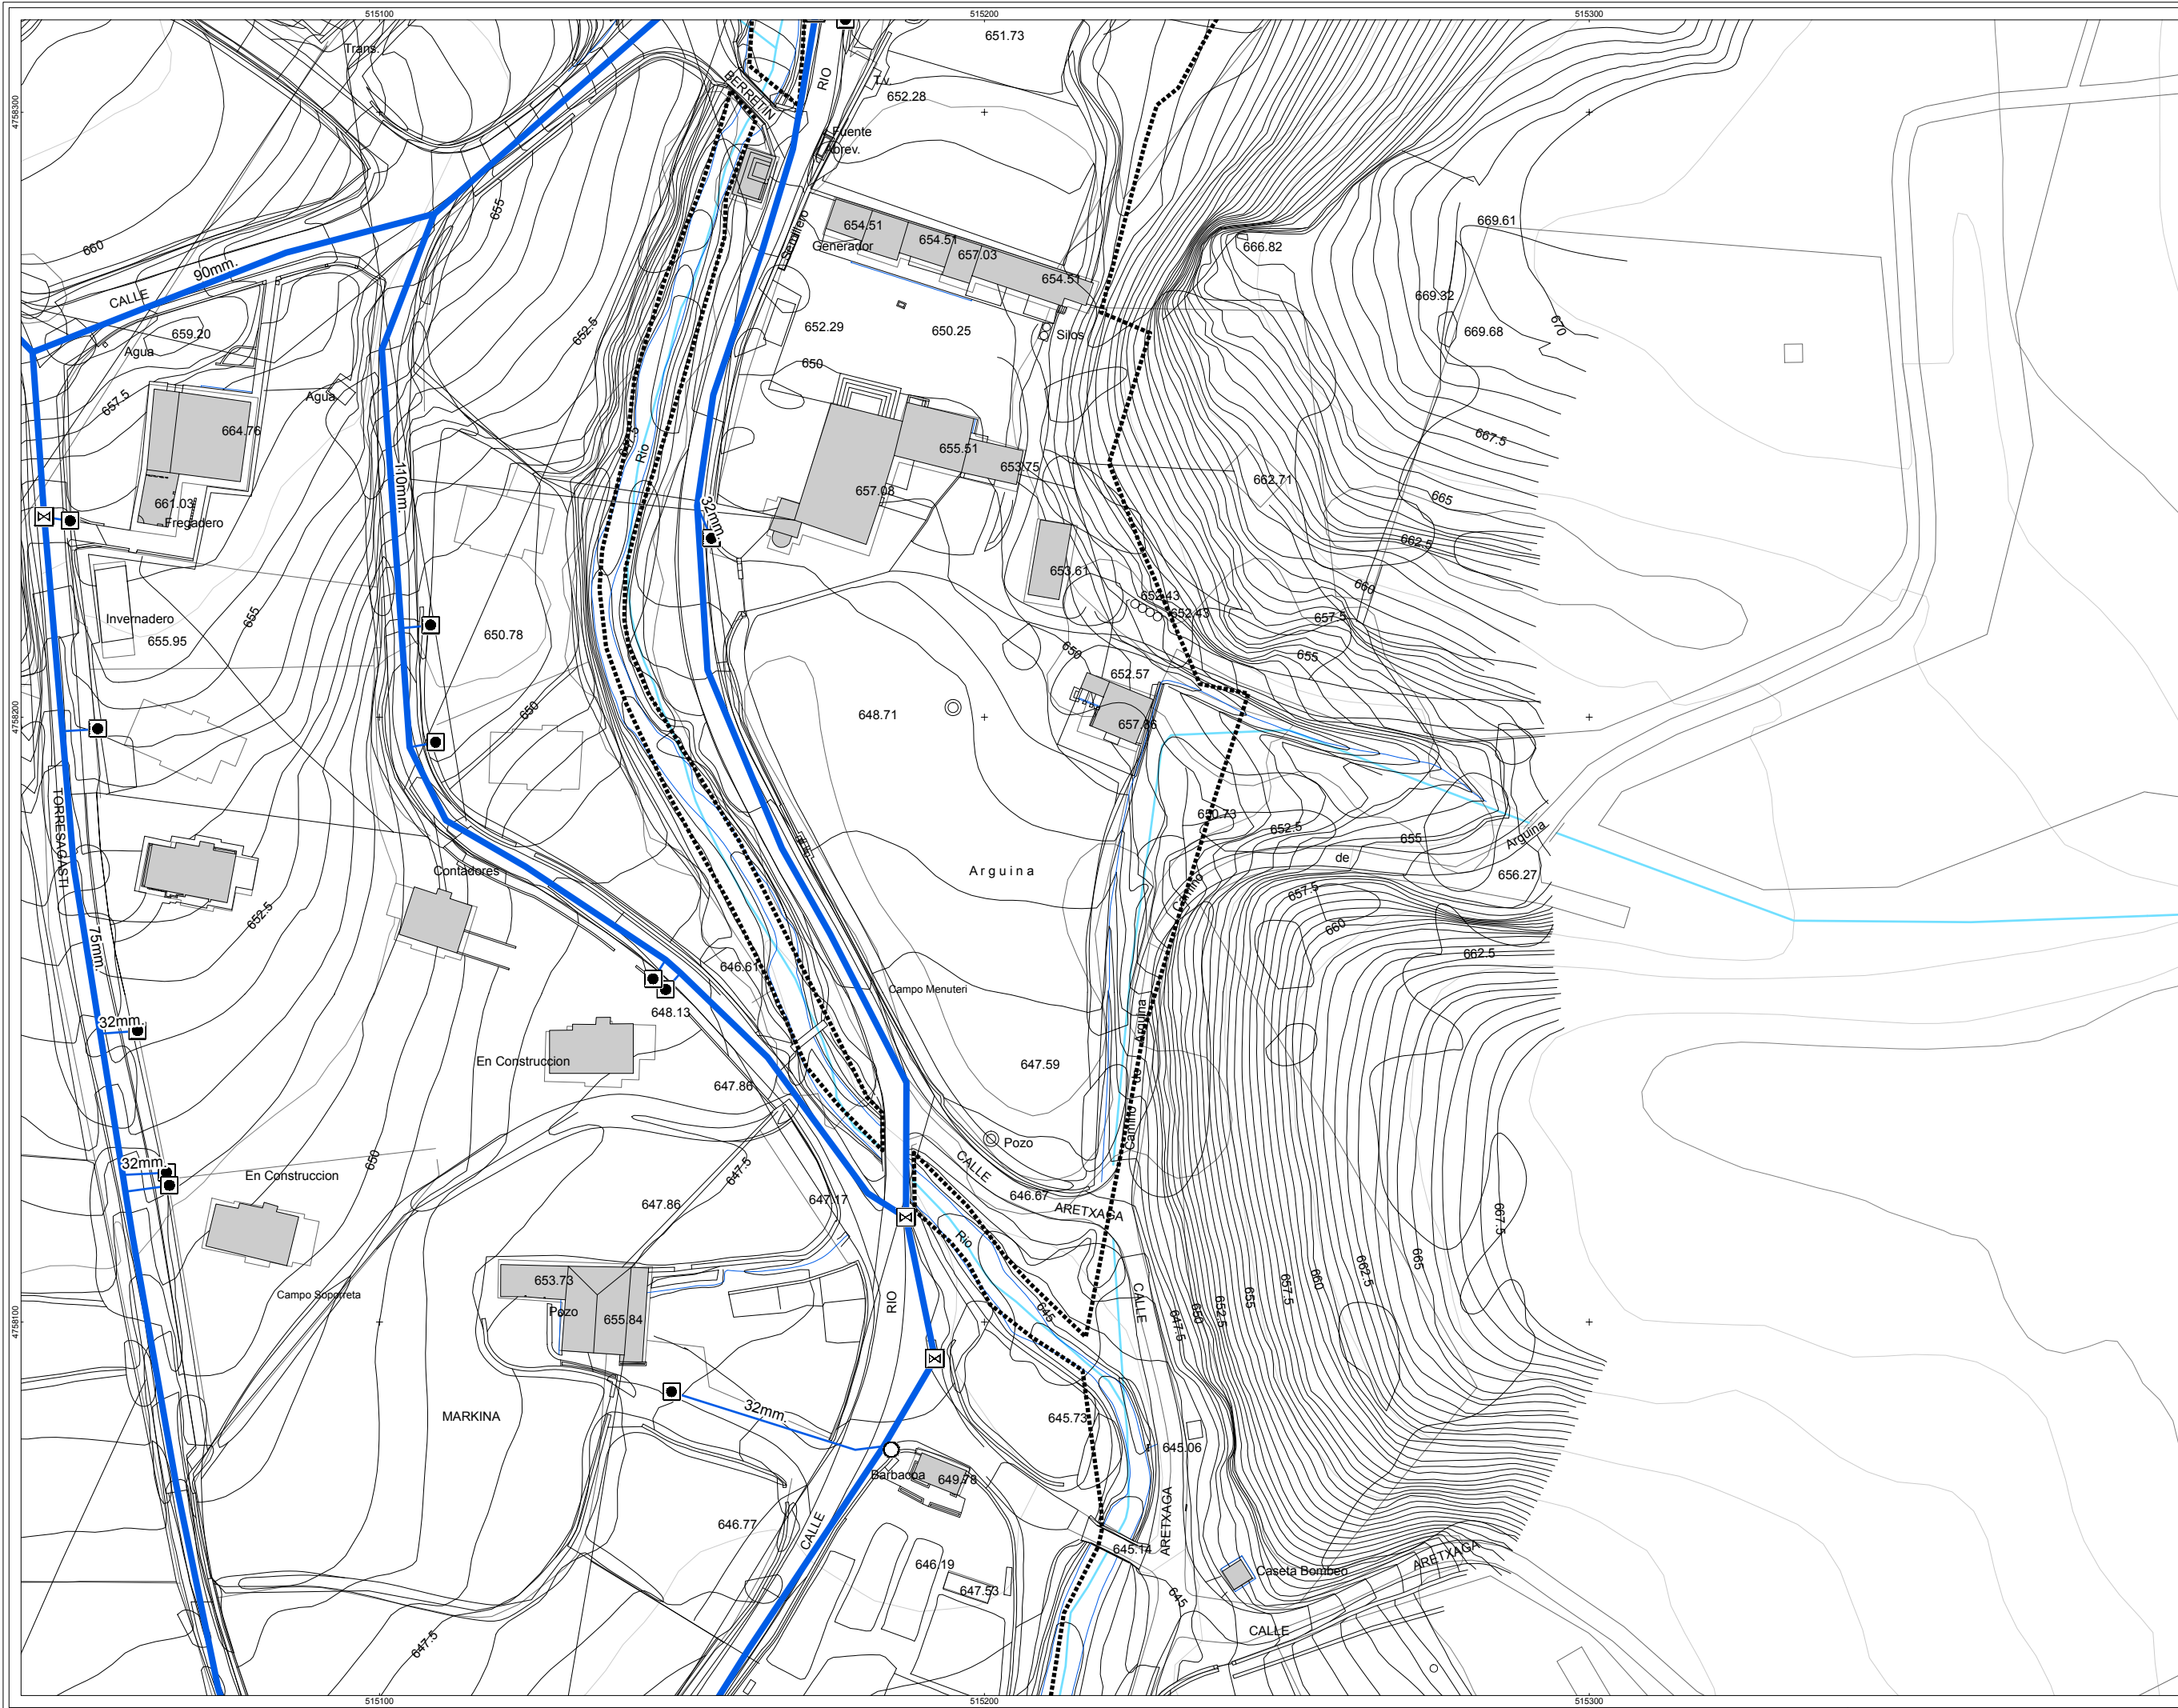 515100
515200
515300
4758300
4758200
4758100
Trans.
BERRETIN
RIO
651.73
T.V.
652.28
Fuente
Abrev.
660
655
90mm.
CALLE
659.20
Agua
657.5
664.76
661.03
Fregadero
Agua
110mm.
652.5
L.Semillero
654.51
Generador
654.51
657.03
654.51
652.29
650.25
650
Silos
666.82
669.61
669.32
669.68
670
667.5
665
662.71
662.5
660
657.5
655
Rio
32mm.
655.51
653.75
657.08
653.61
652.43
652.43
Invernadero
655.95
655
650.78
650
650
652.57
657.86
648.71
650.73
652.5
655
de
Arguina
656.27
TORRESAGASTI
75mm.
652.5
Contadores
Arguina
Camino
657.5
660
662.5
646.61
Campo Menuteri
648.13
32mm.
En Construccion
647.86
647.59
Camino de Arguina
Pozo
32mm.
En Construccion
650
647.5
647.86
647.17
CALLE
646.67
ARETXAGA
Rio
645
CALLE
647.5
650
652.5
655
657.5
660
662.5
665
667.5
Campo Soporreta
653.73
Pozo
655.84
RIO
MARKINA
32mm.
645.73
645.06
Barbacoa
649.78
646.77
CALLE
646.19
647.53
645.14
ARETXAGA
645
Caseta Bombeo
ARETXAGA
CALLE
647.5
515100
515200
515300